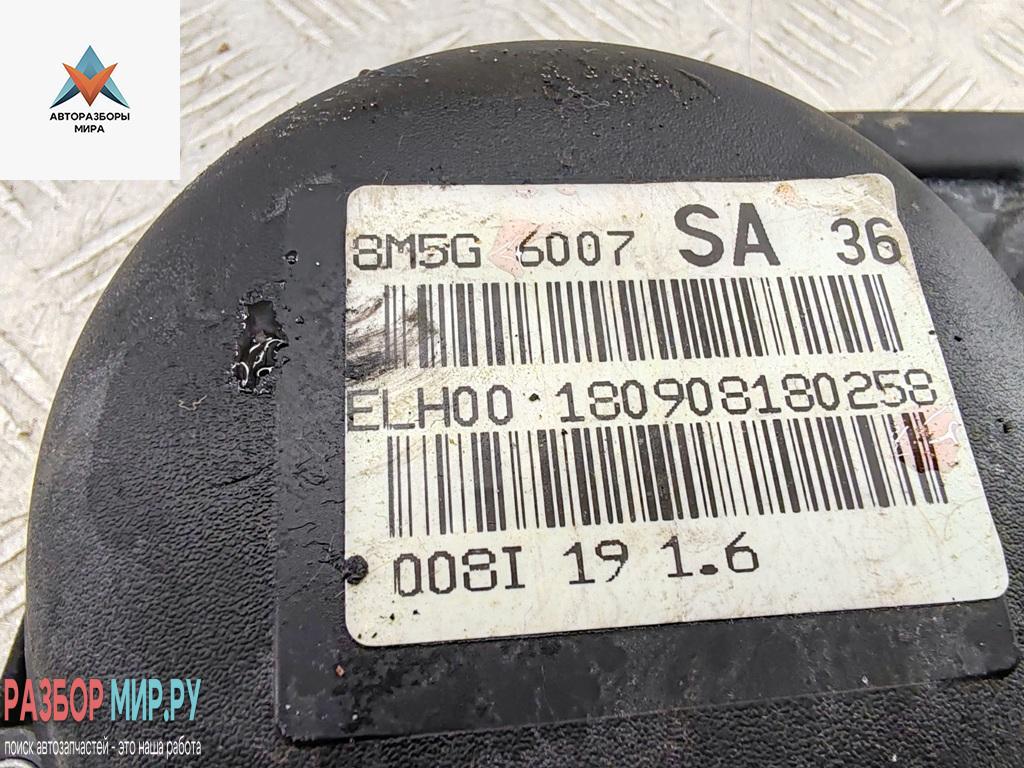 АВТОРАЗБОРЫ
МИРА
8M5G 6007 SA 36
ELH00 180908180258
008I 19 1.6
РАЗБОР МИР.РУ
поиск автозапчастей - это наша работа